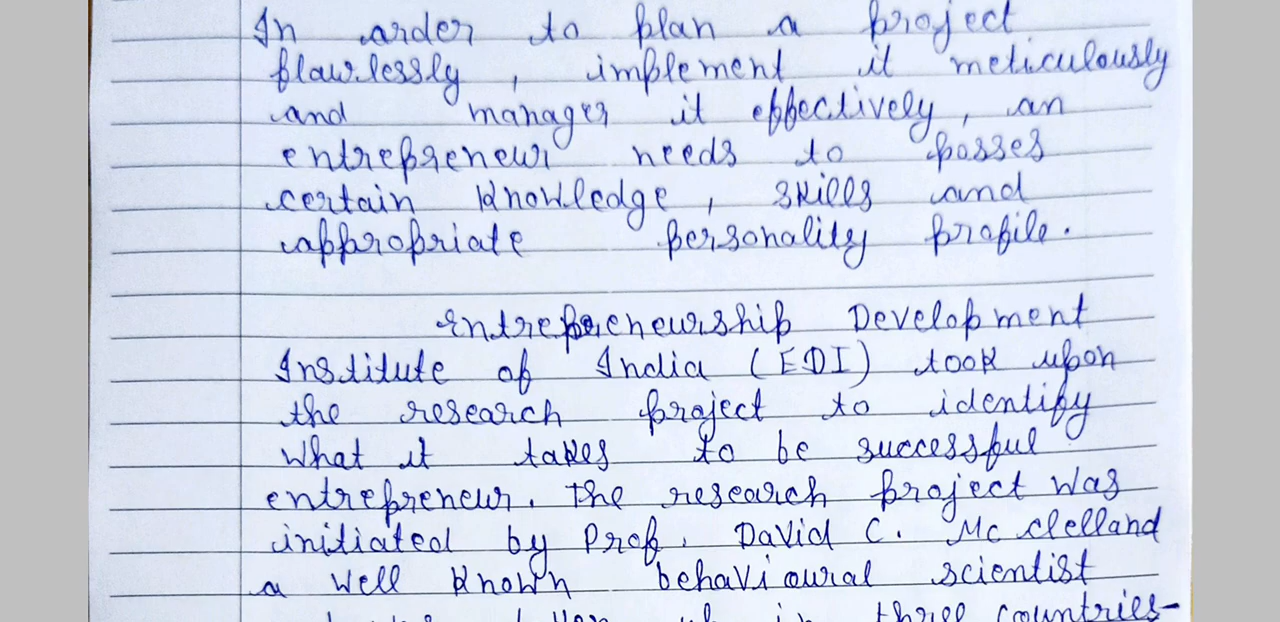 In order to plan a project
flawlessly, implement it meticulously
and manager it effectively, an
entrepreneur needs to posses
certain knowledge, skills and
appropriate personality profile.
Entrepreneurship Development
Institute of India (EDI) took upon
the research project to identify
what it takes to be successful
entrepreneur. The research project was
initiated by Prof. David C. Mc Clelland
a well known behavioural scientist
in three countries-